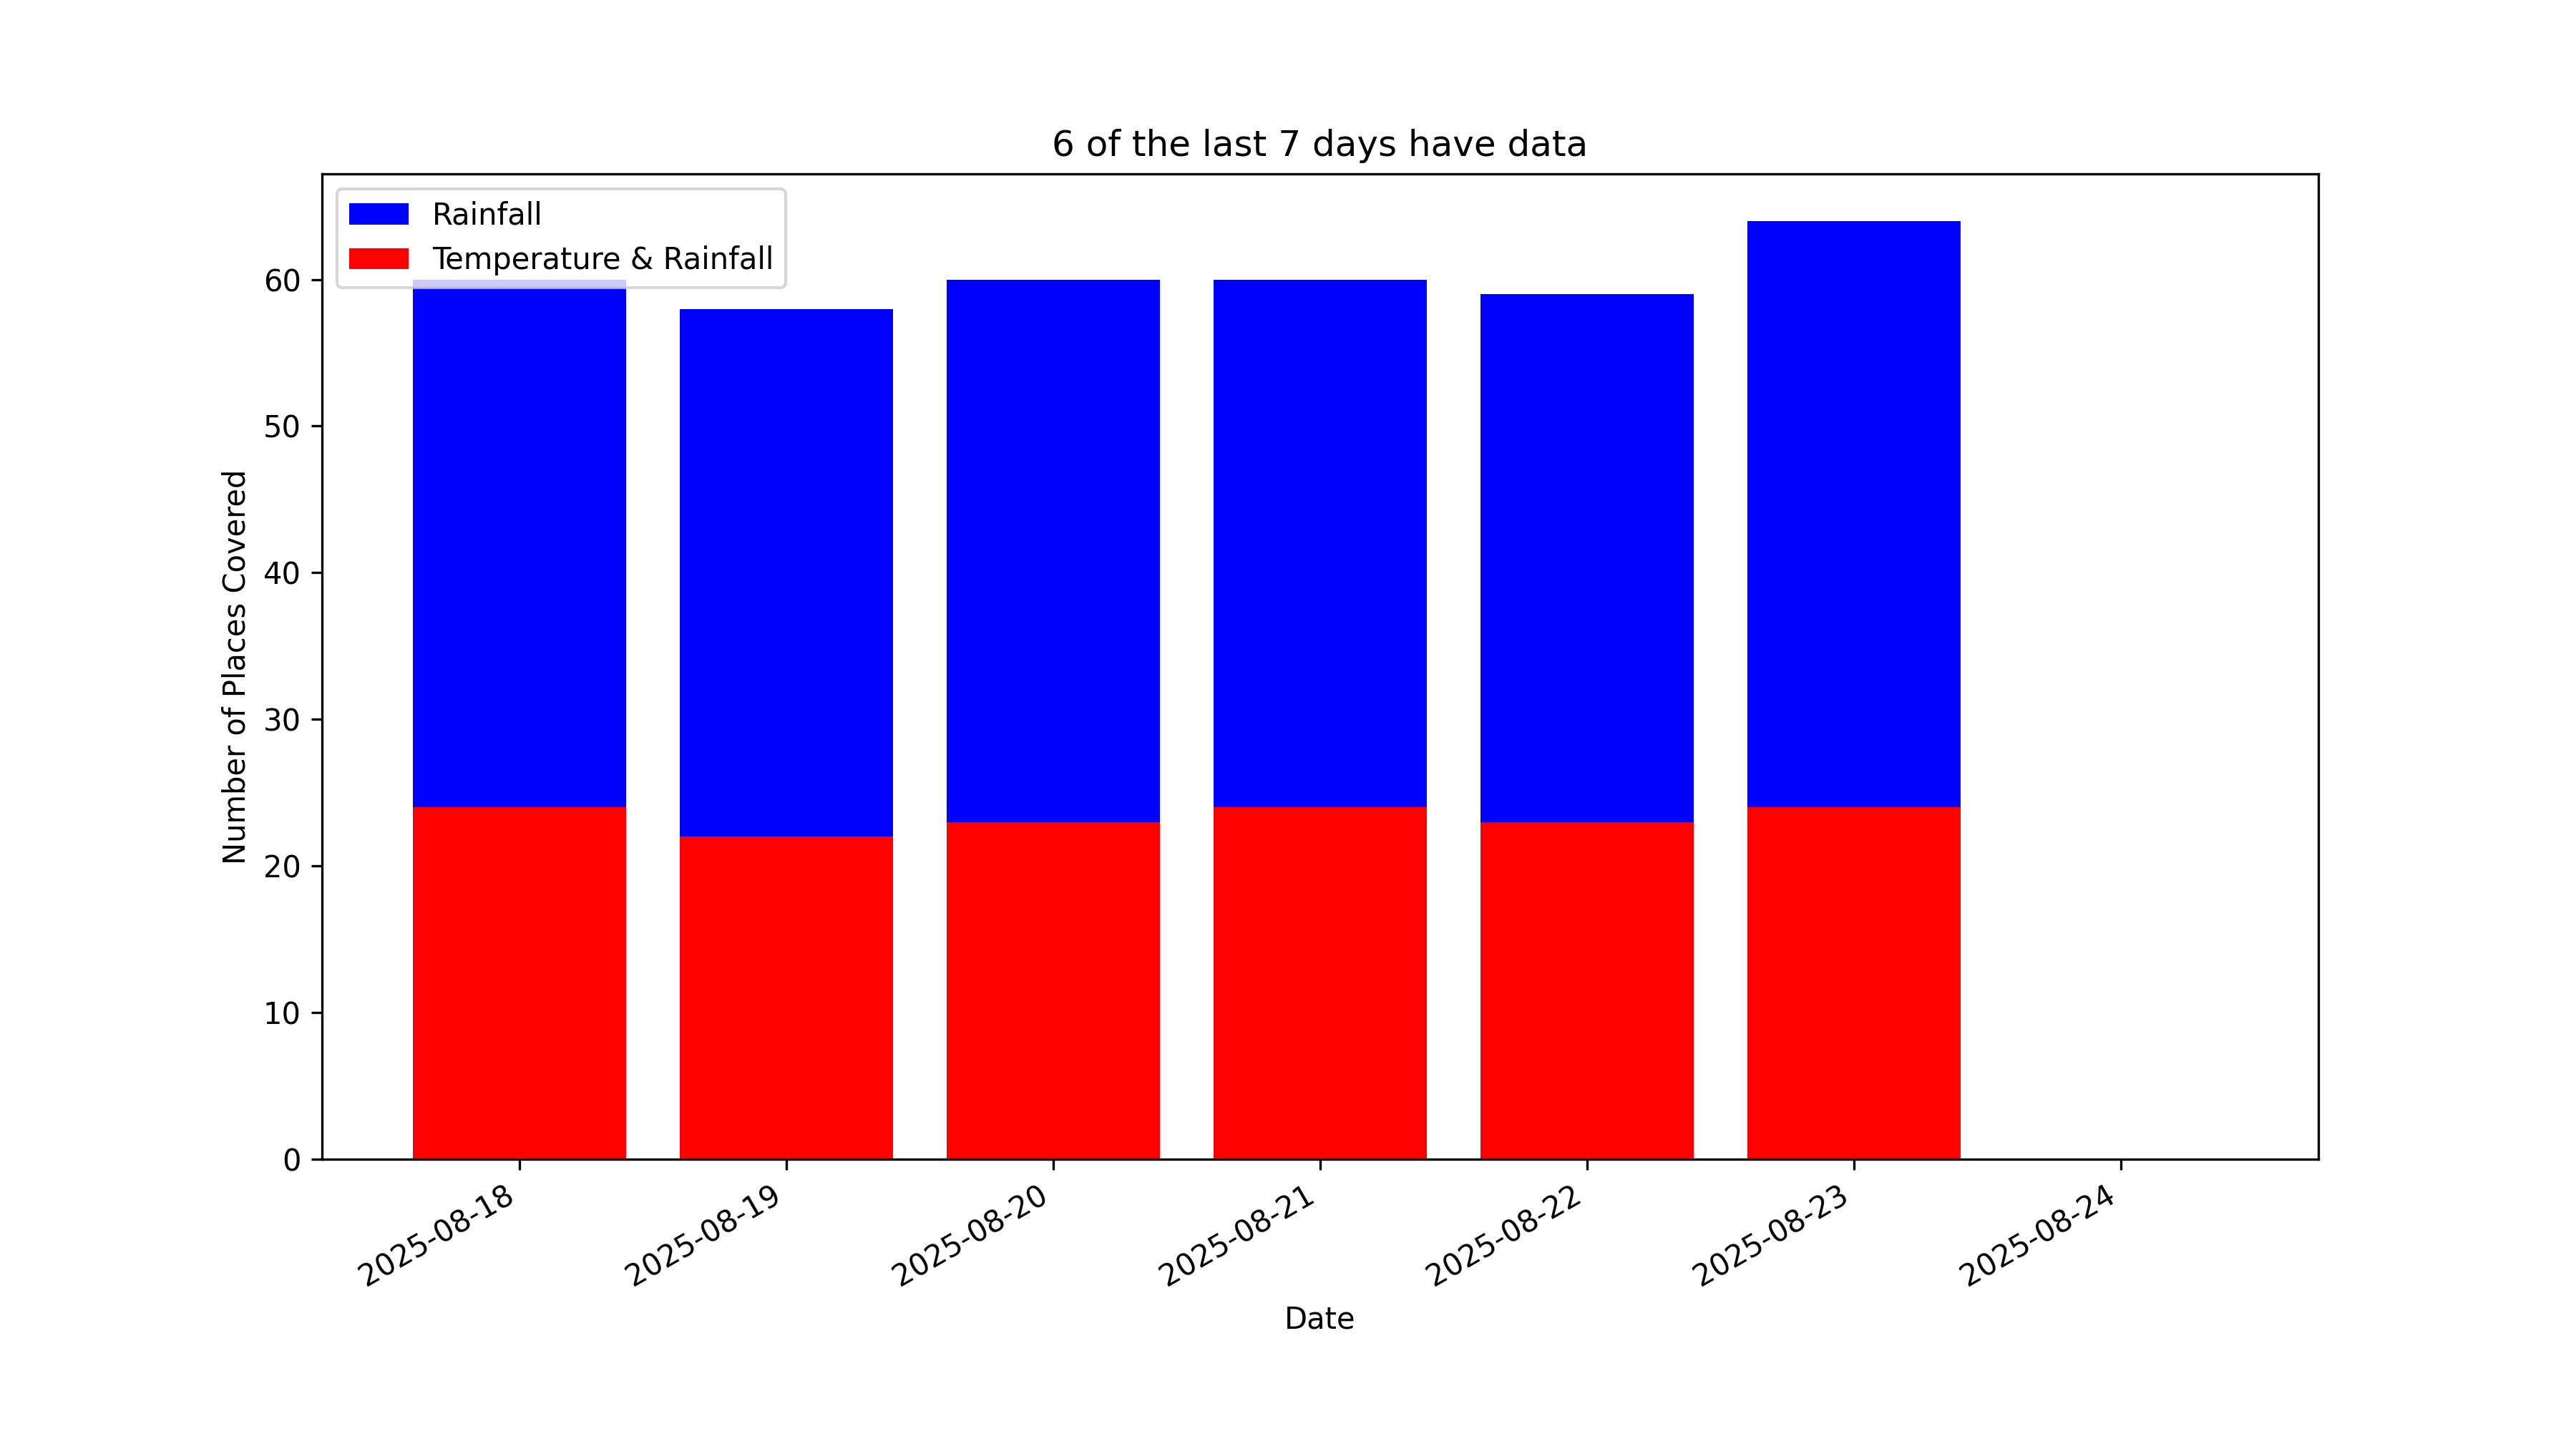 6 of the last 7 days have data
Rainfall
Temperature & Rainfall
Number of Places Covered
60
50
40
30
20
10
0
2025-08-18
2025-08-19
2025-08-20
2025-08-21
2025-08-22
2025-08-23
2025-08-24
Date